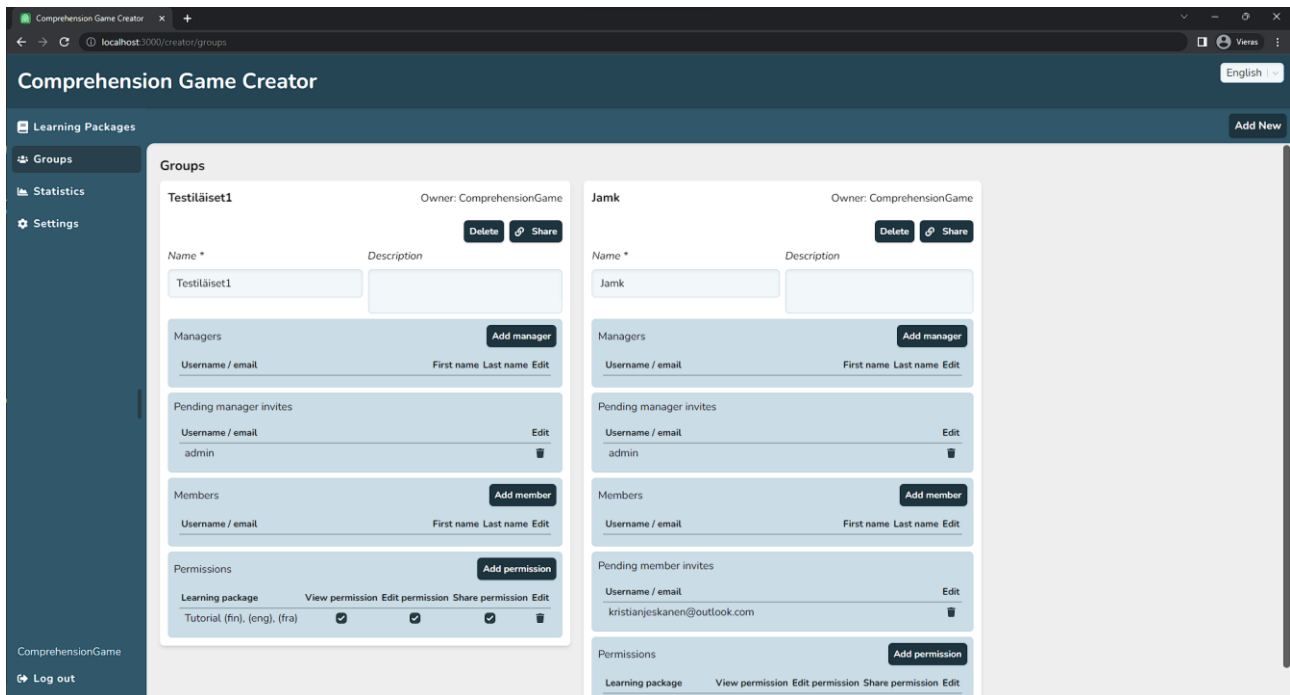 Comprehension Game Creator
localhost:3000/creator/groups
Vieras
Comprehension Game Creator
English
Learning Packages
Add New
Groups
Statistics
Settings
ComprehensionGame
Log out
Groups
Testiläiset1 Owner: ComprehensionGame
Delete Share
Name * Description
Testiläiset1
Managers Add manager
Username / email First name Last name Edit
Pending manager invites
Username / email Edit
admin
Members Add member
Username / email First name Last name Edit
Permissions Add permission
Learning package View permission Edit permission Share permission Edit
Tutorial (fin), (eng), (fra)
Jamk Owner: ComprehensionGame
Delete Share
Name * Description
Jamk
Managers Add manager
Username / email First name Last name Edit
Pending manager invites
Username / email Edit
admin
Members Add member
Username / email First name Last name Edit
Pending member invites
Username / email Edit
kristianjeskanen@outlook.com
Permissions Add permission
Learning package View permission Edit permission Share permission Edit